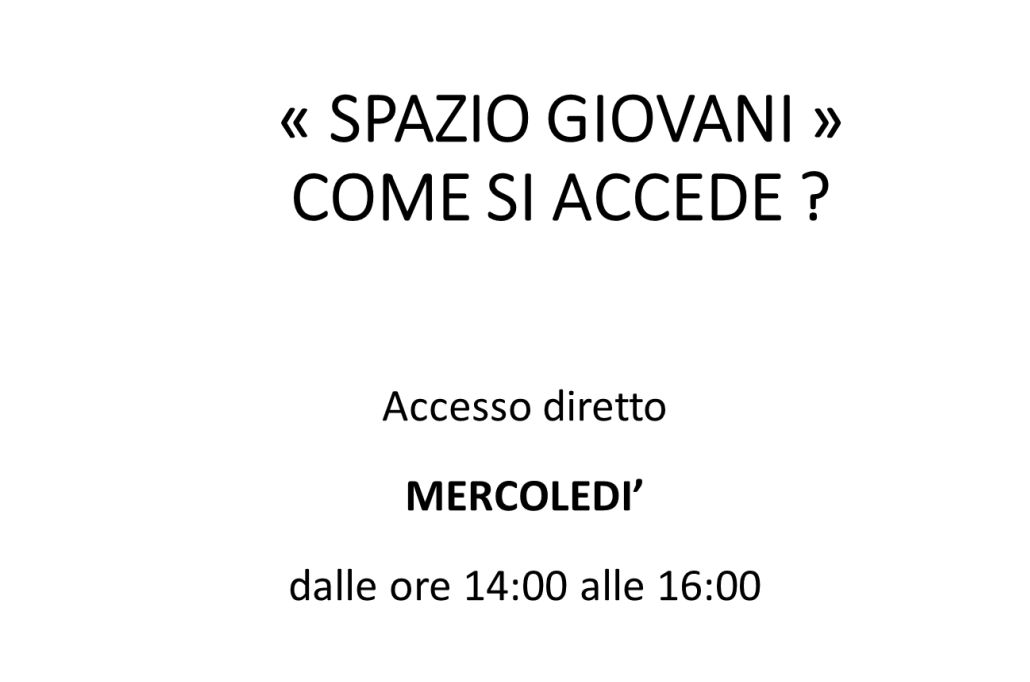 « SPAZIO GIOVANI »
COME SI ACCEDE ?
Accesso diretto
MERCOLEDI’
dalle ore 14:00 alle 16:00